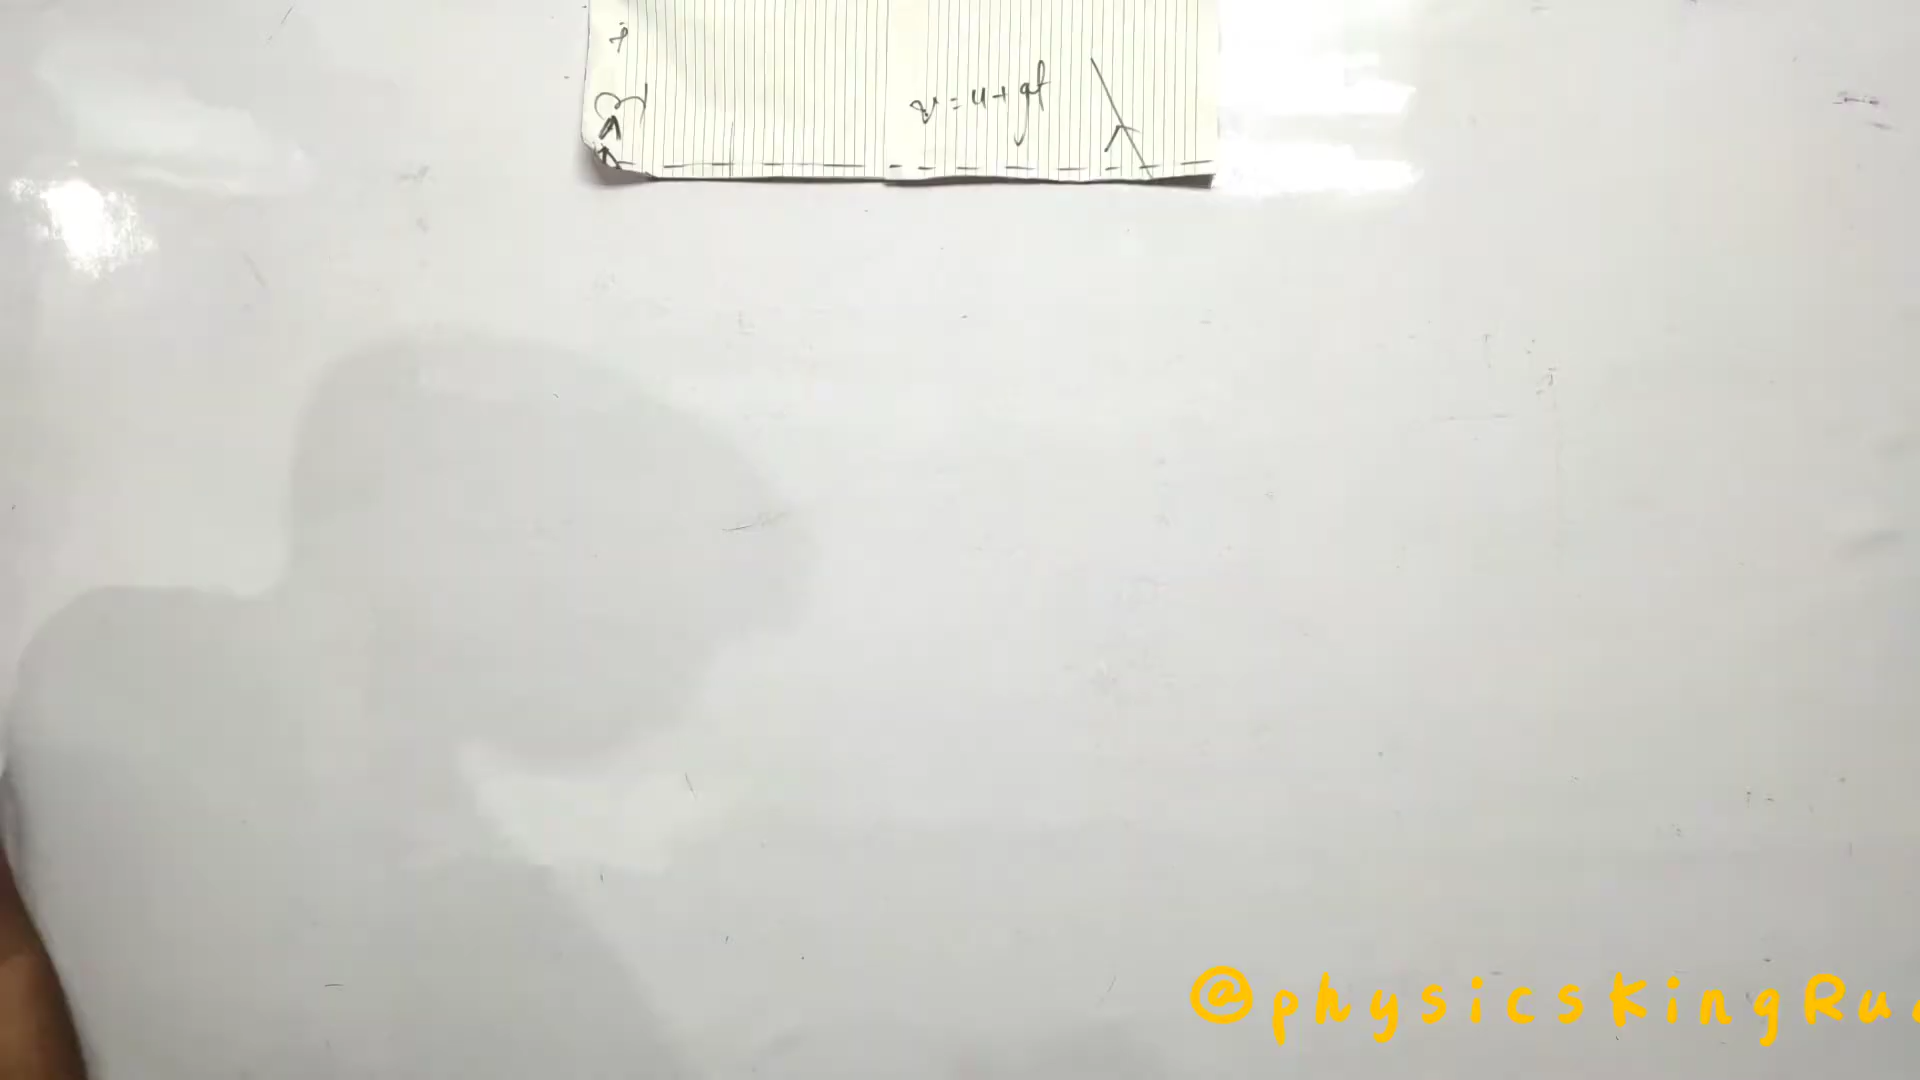 v = u + gt
@physicsKingRu